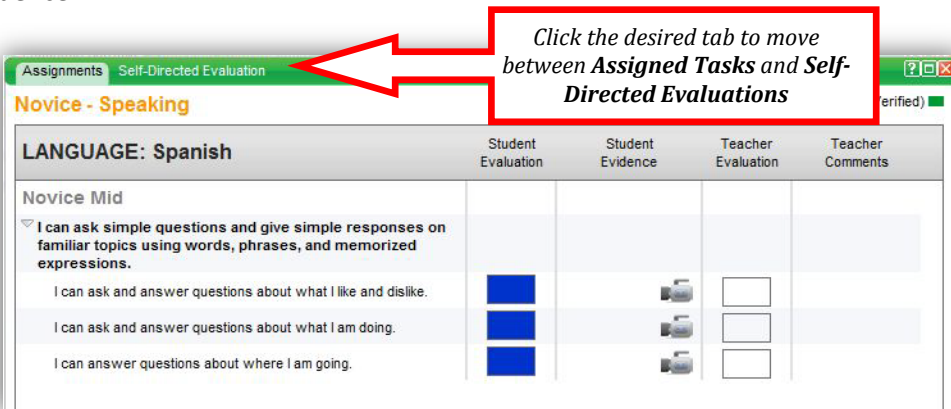 Click the desired tab to move
between Assigned Tasks and Self-
Directed Evaluations
Assignments Self-Directed Evaluation
Novice - Speaking
erified)
LANGUAGE: Spanish
Student Evaluation
Student Evidence
Teacher Evaluation
Teacher Comments
Novice Mid
I can ask simple questions and give simple responses on
familiar topics using words, phrases, and memorized
expressions.
I can ask and answer questions about what I like and dislike.
I can ask and answer questions about what I am doing.
I can answer questions about where I am going.